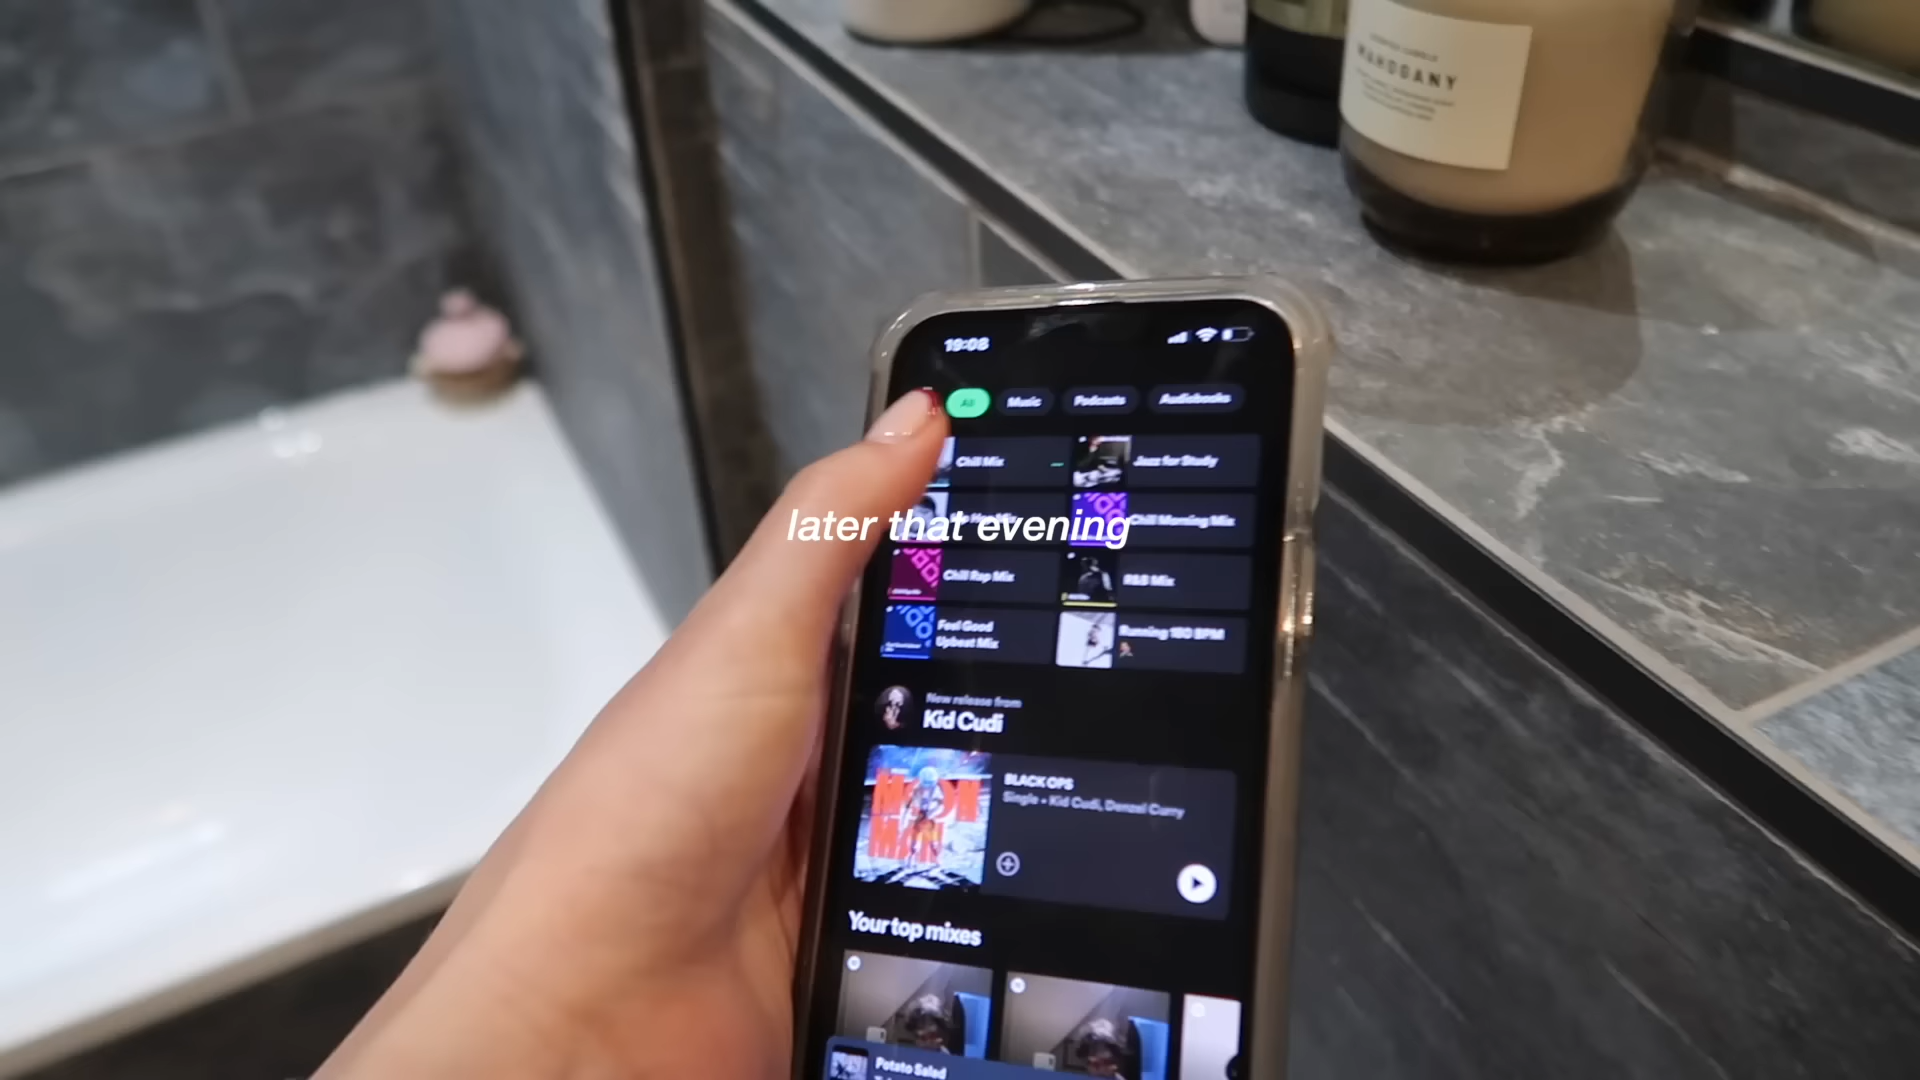 MAHOGANY
19:08
All Music Podcasts Audiobooks
Chill Mix
Jazz for Study
later that evening
Chill Morning Mix
Chill Rap Mix
R&B Mix
Feel Good
Upbeat Mix
Running 180 BPM
New release from
Kid Cudi
MOON
MAN
BLACK OPS
Single • Kid Cudi, Denzel Curry
Your top mixes
Potato Salad